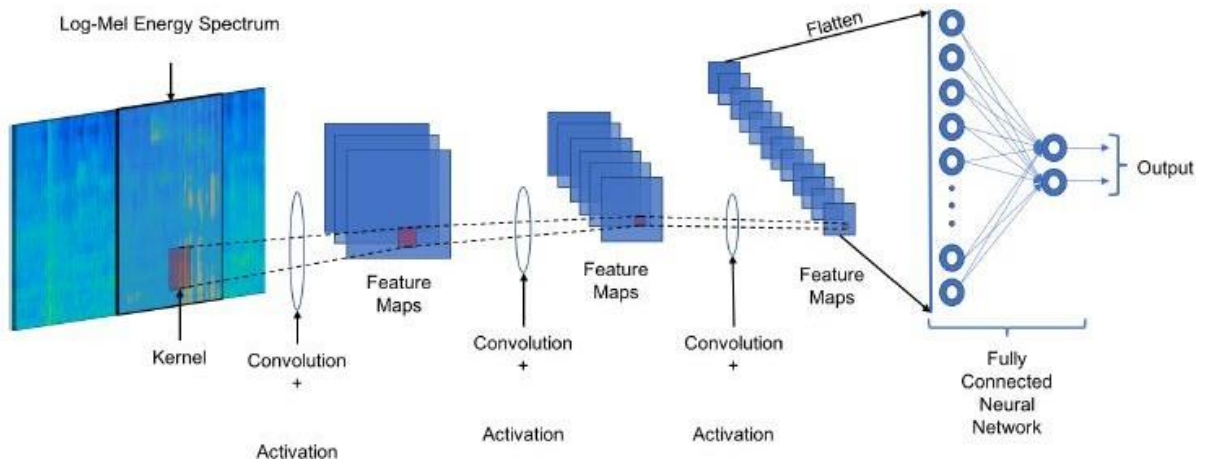 Log-Mel Energy Spectrum
Kernel
Convolution
+
Activation
Feature
Maps
Convolution
+
Activation
Feature
Maps
Convolution
+
Activation
Feature
Maps
Flatten
Output
Fully
Connected
Neural
Network